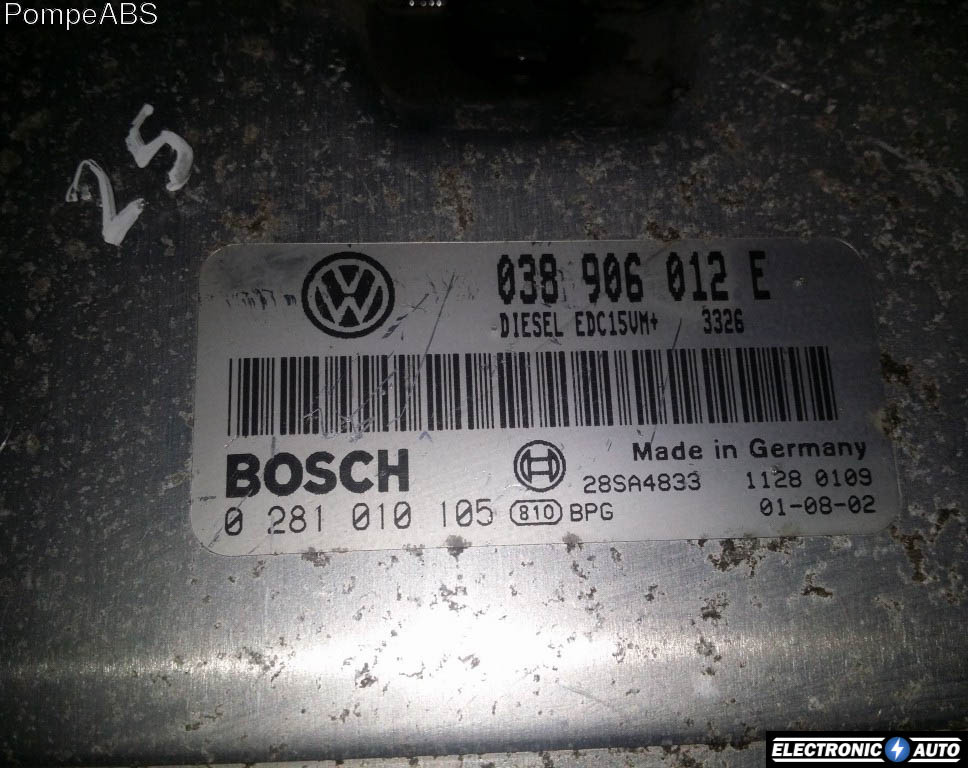 PompeABS
25
038 906 012 E
DIESEL EDC15VM+ 3326
BOSCH
Made in Germany
28SA4833 1128 0109
0 281 010 105 810 BPG 01-08-02
ELECTRONIC AUTO